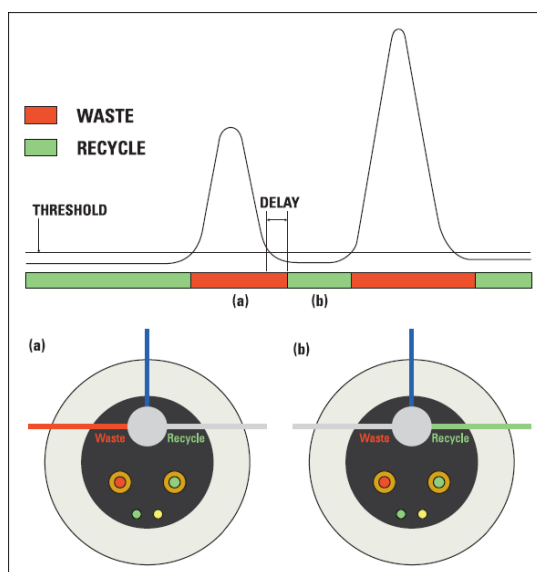 WASTE
RECYCLE
DELAY
THRESHOLD
(a) (b)
(a) (b)
Waste Recycle Waste Recycle